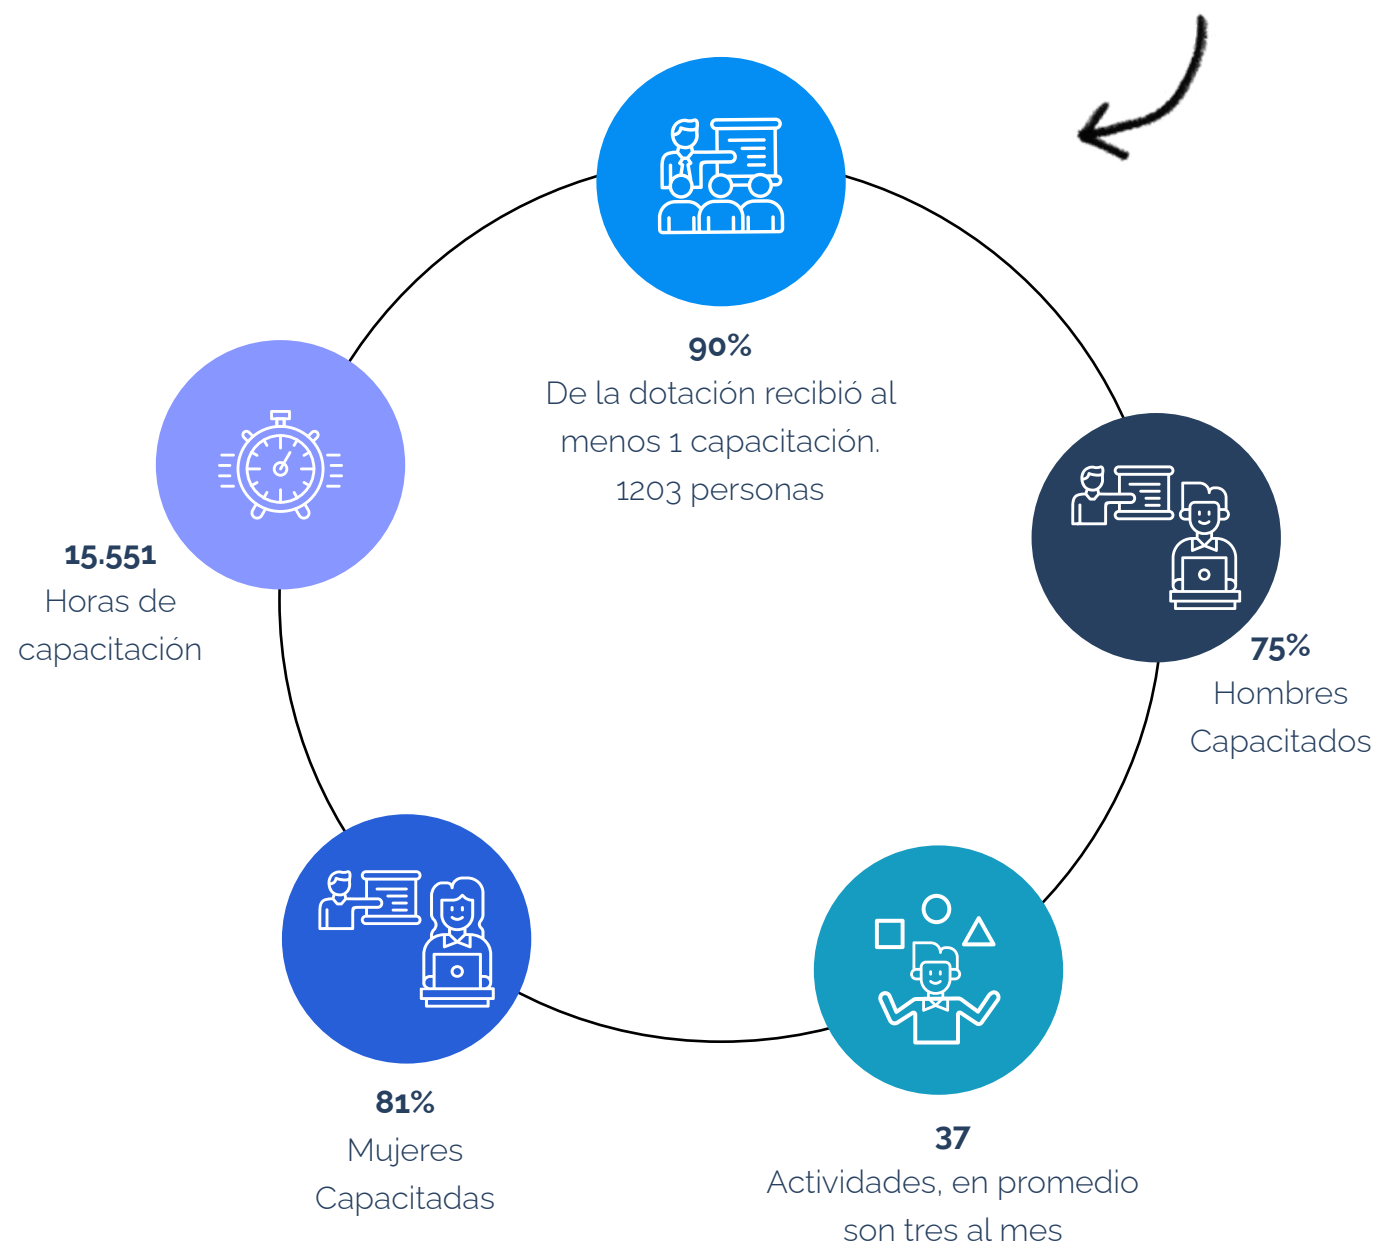 90%
De la dotación recibió al
menos 1 capacitación.
1203 personas
75%
Hombres
Capacitados
37
Actividades, en promedio
son tres al mes
81%
Mujeres
Capacitadas
15.551
Horas de
capacitación